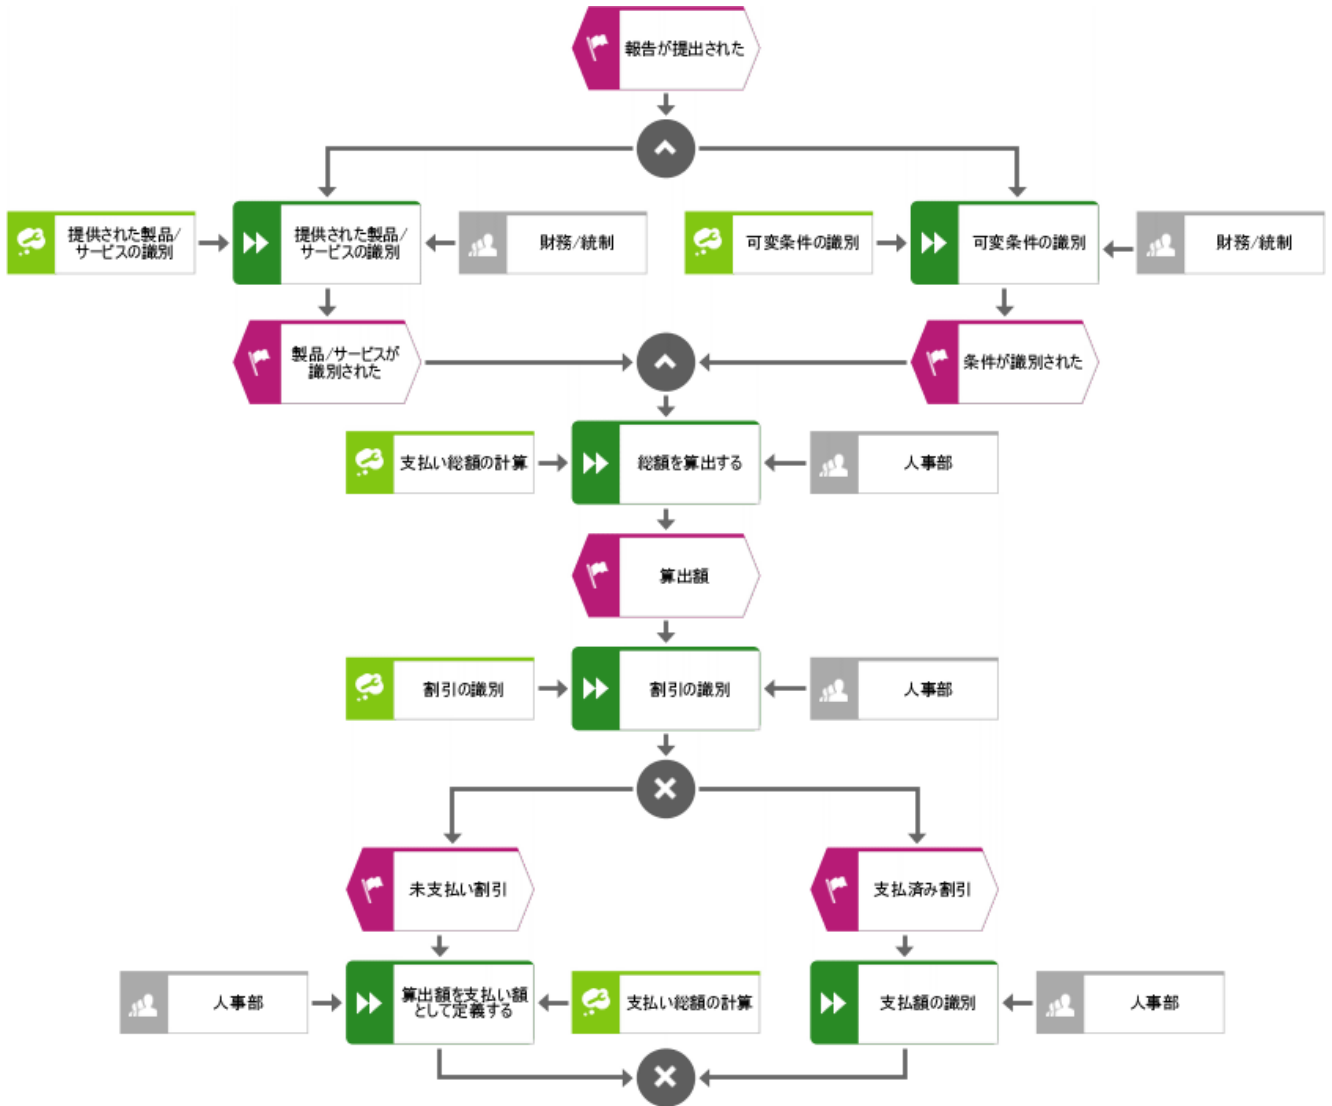 報告が提出された
提供された製品/
サービスの識別
提供された製品/
サービスの識別
財務/統制
可変条件の識別
可変条件の識別
財務/統制
製品/サービスが
識別された
条件が識別された
支払い総額の計算
総額を算出する
人事部
算出額
割引の識別
割引の識別
人事部
未支払い割引
支払済み割引
人事部
算出額を支払い額
として定義する
支払い総額の計算
支払額の識別
人事部